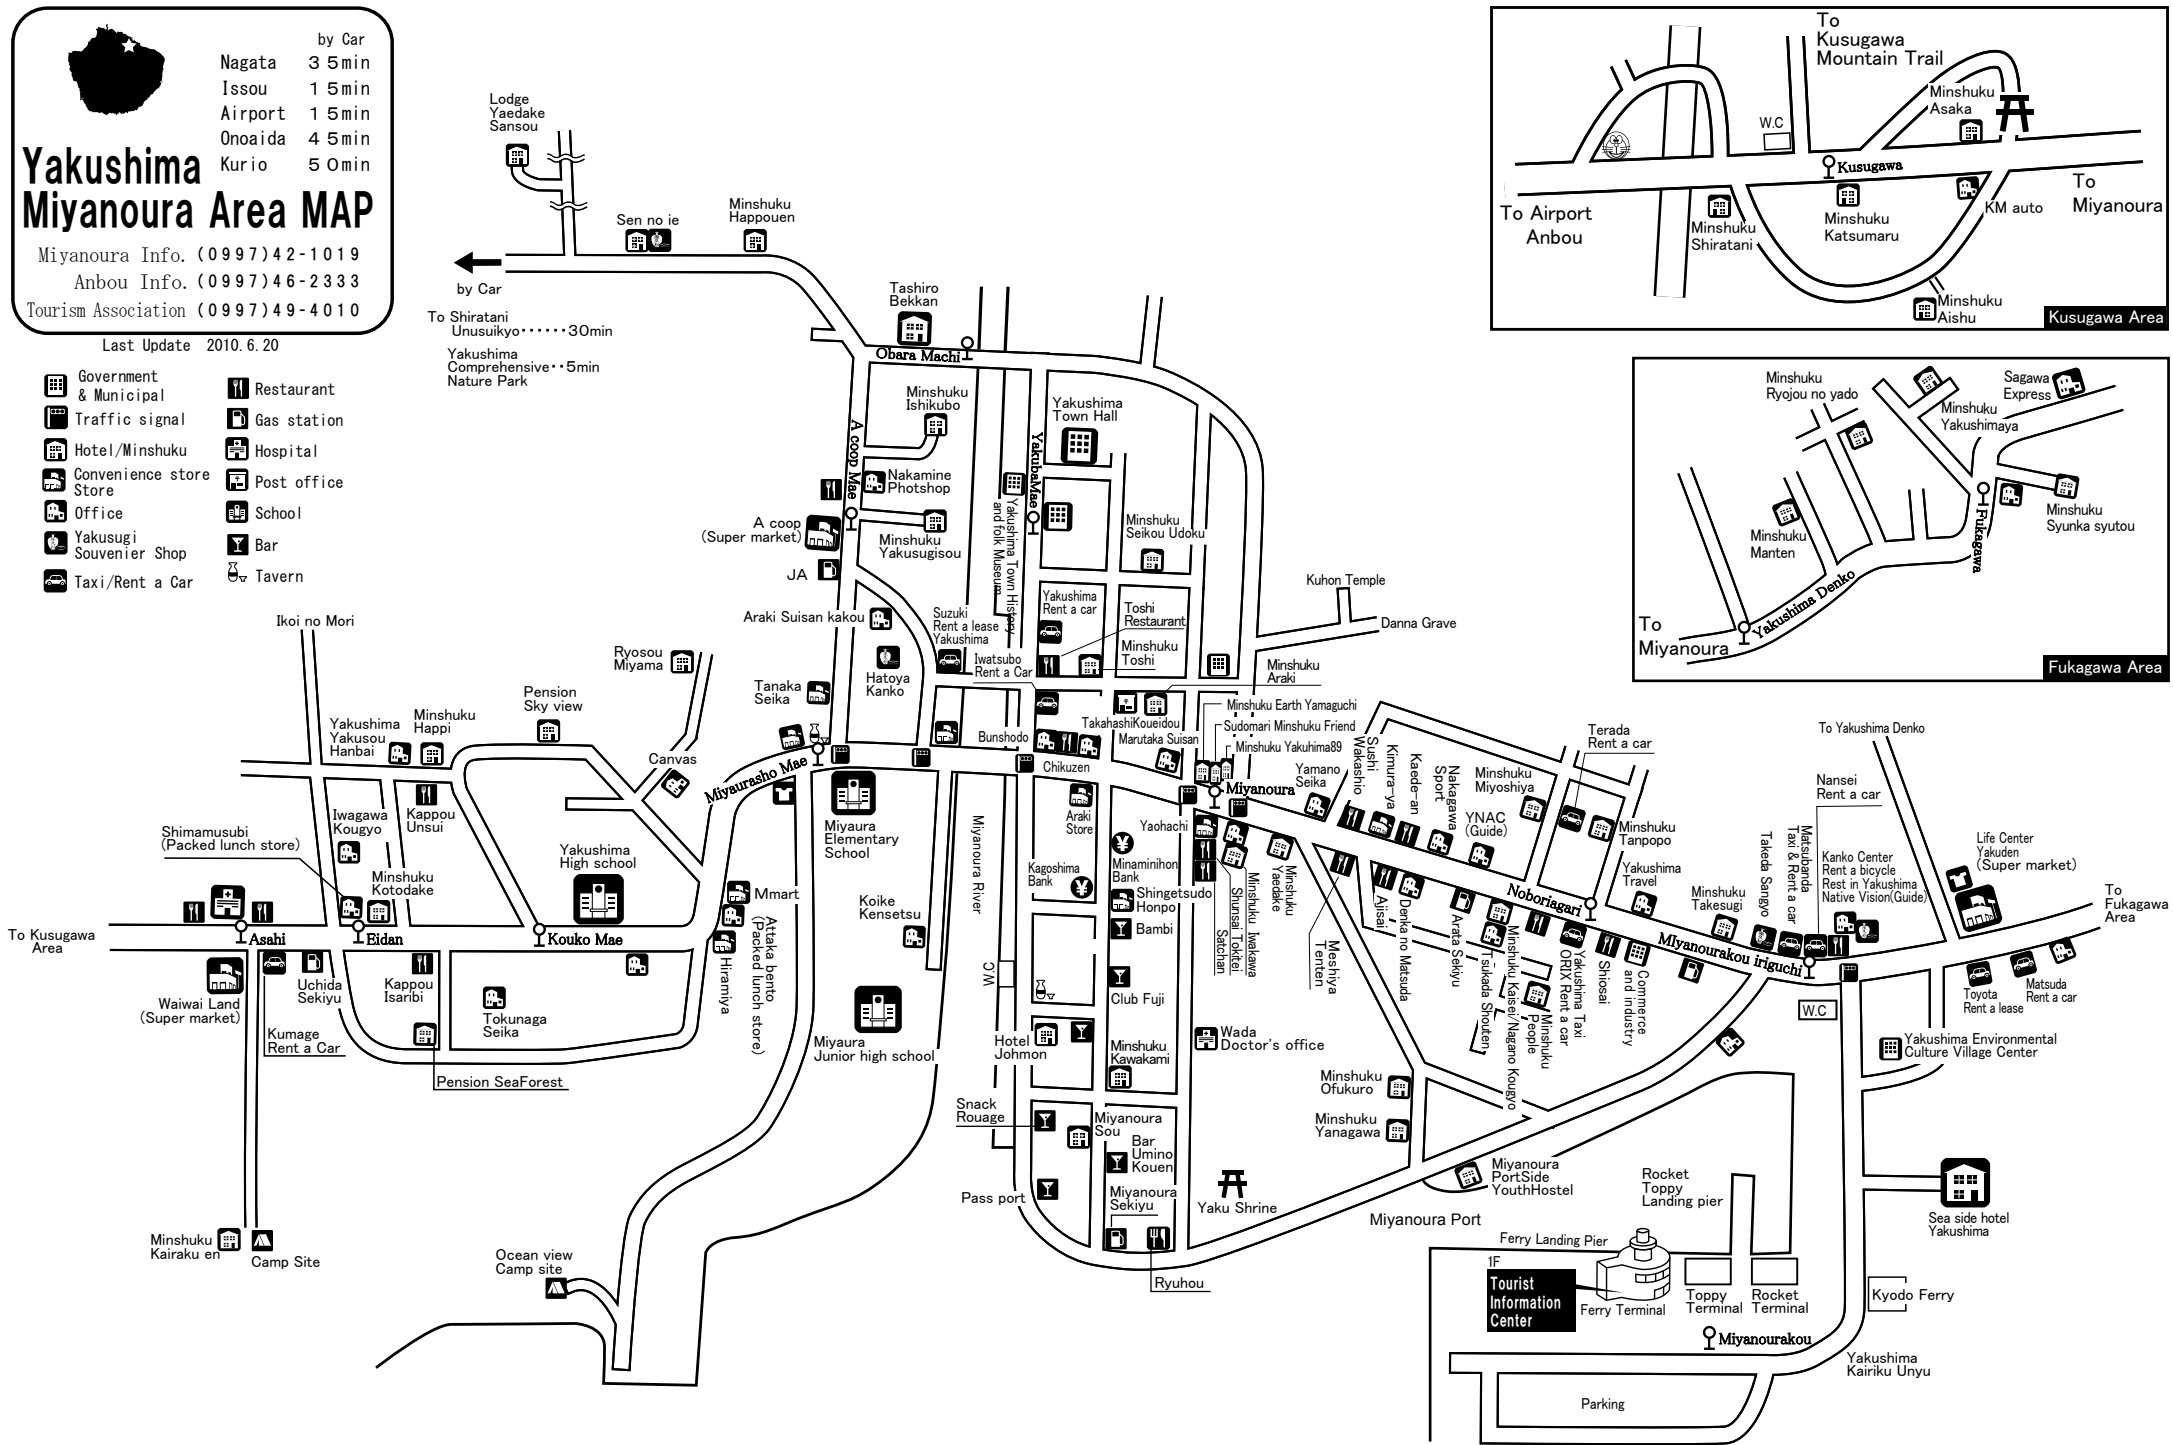 by Car
Nagata 35min
Issou 15min
Airport 15min
Onoaida 45min
Kurio 50min
Yakushima
Miyanoura Area MAP
Miyanoura Info. (0997)42-1019
Anbou Info. (0997)46-2333
Tourism Association (0997)49-4010
Last Update 2010.6.20
Government
& Municipal
Traffic signal
Hotel/Minshuku
Convenience store
Store
Office
Yakusugi
Souvenier Shop
Taxi/Rent a Car
Restaurant
Gas station
Hospital
Post office
School
Bar
Tavern
Lodge
Yaedake
Sansou
Sen no ie
Minshuku
Happouen
by Car
To Shiratani
Unusuikyo······30min
Yakushima
Comprehensive··5min
Nature Park
Tashiro
Bekkan
Obara Machi
Minshuku
Ishikubo
A coop Mae
Nakamine
Photshop
A coop
(Super market)
Minshuku
Yakusugisou
JA
Yakushima
Town Hall
YakubaMae
Yakushima Town History
and folk Museum
Minshuku
Seikou Udoku
Araki Suisan kakou
Suzuki
Rent a lease
Yakushima
Yakushima
Rent a car
Toshi
Restaurant
Minshuku
Toshi
Iwatsubo
Rent a Car
Hatoya
Kanko
Tanaka
Seika
Kuhon Temple
Danna Grave
Minshuku
Araki
Minshuku Earth Yamaguchi
Sudomari Minshuku Friend
Minshuku Yakuhima89
TakahashiKoueidou
Marutaka Suisan
Bunshodo
Chikuzen
Ikoi no Mori
Ryosou
Miyama
Pension
Sky view
Yakushima
Yakusou
Hanbai
Minshuku
Happi
Canvas
Miyaurasho Mae
Iwagawa
Kougyo
Kappou
Unsui
Shimamusubi
(Packed lunch store)
Minshuku
Kotodake
Yakushima
High school
Miyaura
Elementary
School
Mmart
Attaka bento
(Packed lunch store)
Hiramiya
Koike
Kensetsu
Miyanoura River
W.C
To Kusugawa
Area
Asahi
Eidan
Kouko Mae
Waiwai Land
(Super market)
Uchida
Sekiyu
Kumage
Rent a Car
Kappou
Isaribi
Tokunaga
Seika
Pension SeaForest
Miyaura
Junior high school
Minshuku
Kairaku en
Camp Site
Ocean view
Camp site
Araki
Store
Yaohachi
Kagoshima
Bank
Minaminihon
Bank
Shingetsudo
Honpo
Bambi
Club Fuji
Hotel
Johmon
Minshuku
Kawakami
Wada
Doctor's office
Snack
Rouage
Miyanoura
Sou
Bar
Umino
Kouen
Pass port
Miyanoura
Sekiyu
Ryuhou
Yaku Shrine
Miyanoura
Yamano
Seika
Sushi
Wakashio
Kimura-ya
Kaede-an
Nakagawa
Sport
YNAC
(Guide)
Minshuku
Miyoshiya
Terada
Rent a car
Minshuku
Tanpopo
Minshuku
Yaedake
Minshuku Iwakawa
Shunsai Tokitei
Satchan
Meshiya
Tenten
Ajisai
Denka no Matsuda
Arata Sekiyu
Noboriagari
Tsukada Shouten
Minshuku Kaisei/Nagano Kougyo
Minshuku
People
Yakushima Taxi
ORIX Rent a car
Shiosai
Commerce
and industry
Yakushima
Travel
Minshuku
Takesugi
Miyanourakou iriguchi
Takeda Sangyo
Matsubanda
Taxi & Rent a car
Nansei
Rent a car
Kanko Center
Rent a bicycle
Rest in Yakushima
Native Vision(Guide)
To Yakushima Denko
Life Center
Yakuden
(Super market)
To
Fukagawa
Area
Toyota
Rent a lease
Matsuda
Rent a car
W.C
Yakushima Environmental
Culture Village Center
Minshuku
Ofukuro
Minshuku
Yanagawa
Miyanoura
PortSide
YouthHostel
Miyanoura Port
Rocket
Toppy
Landing pier
Ferry Landing Pier
1F
Tourist
Information
Center
Ferry Terminal
Toppy
Terminal
Rocket
Terminal
Miyanourakou
Kyodo Ferry
Sea side hotel
Yakushima
Yakushima
Kairiku Unyu
Parking
To
Kusugawa
Mountain Trail
Minshuku
Asaka
W.C
Kusugawa
To Airport
Anbou
Minshuku
Shiratani
Minshuku
Katsumaru
KM auto
To
Miyanoura
Minshuku
Aishu
Kusugawa Area
Minshuku
Ryojou no yado
Sagawa
Express
Minshuku
Yakushimaya
Minshuku
Manten
Fukagawa
Minshuku
Syunka syutou
Yakushima Denko
To
Miyanoura
Fukagawa Area